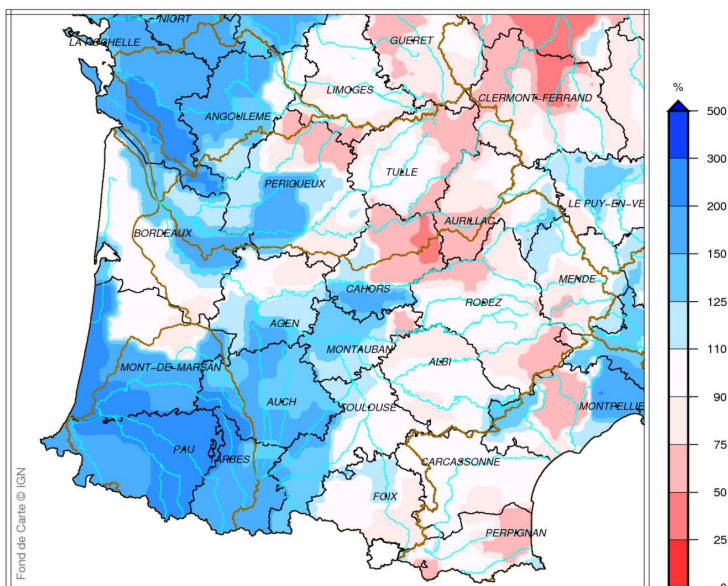 NIORT
LA ROCHELLE
GUERET
%
LIMOGES
CLERMONT-FERRAND
500
ANGOULEME
300
TULLE
PERIGUEUX
200
LE PUY-EN-VE
AURILLAC
BORDEAUX
150
MENDE
CAHORS
125
RODEZ
AGEN
110
MONTAUBAN
ALBI
MONT-DE-MARSAN
90
AUCH
TOULOUSE
MONTPELLIE
75
PAU
TARBES
CARCASSONNE
50
FOIX
PERPIGNAN
25
0
Fond de Carte © IGN